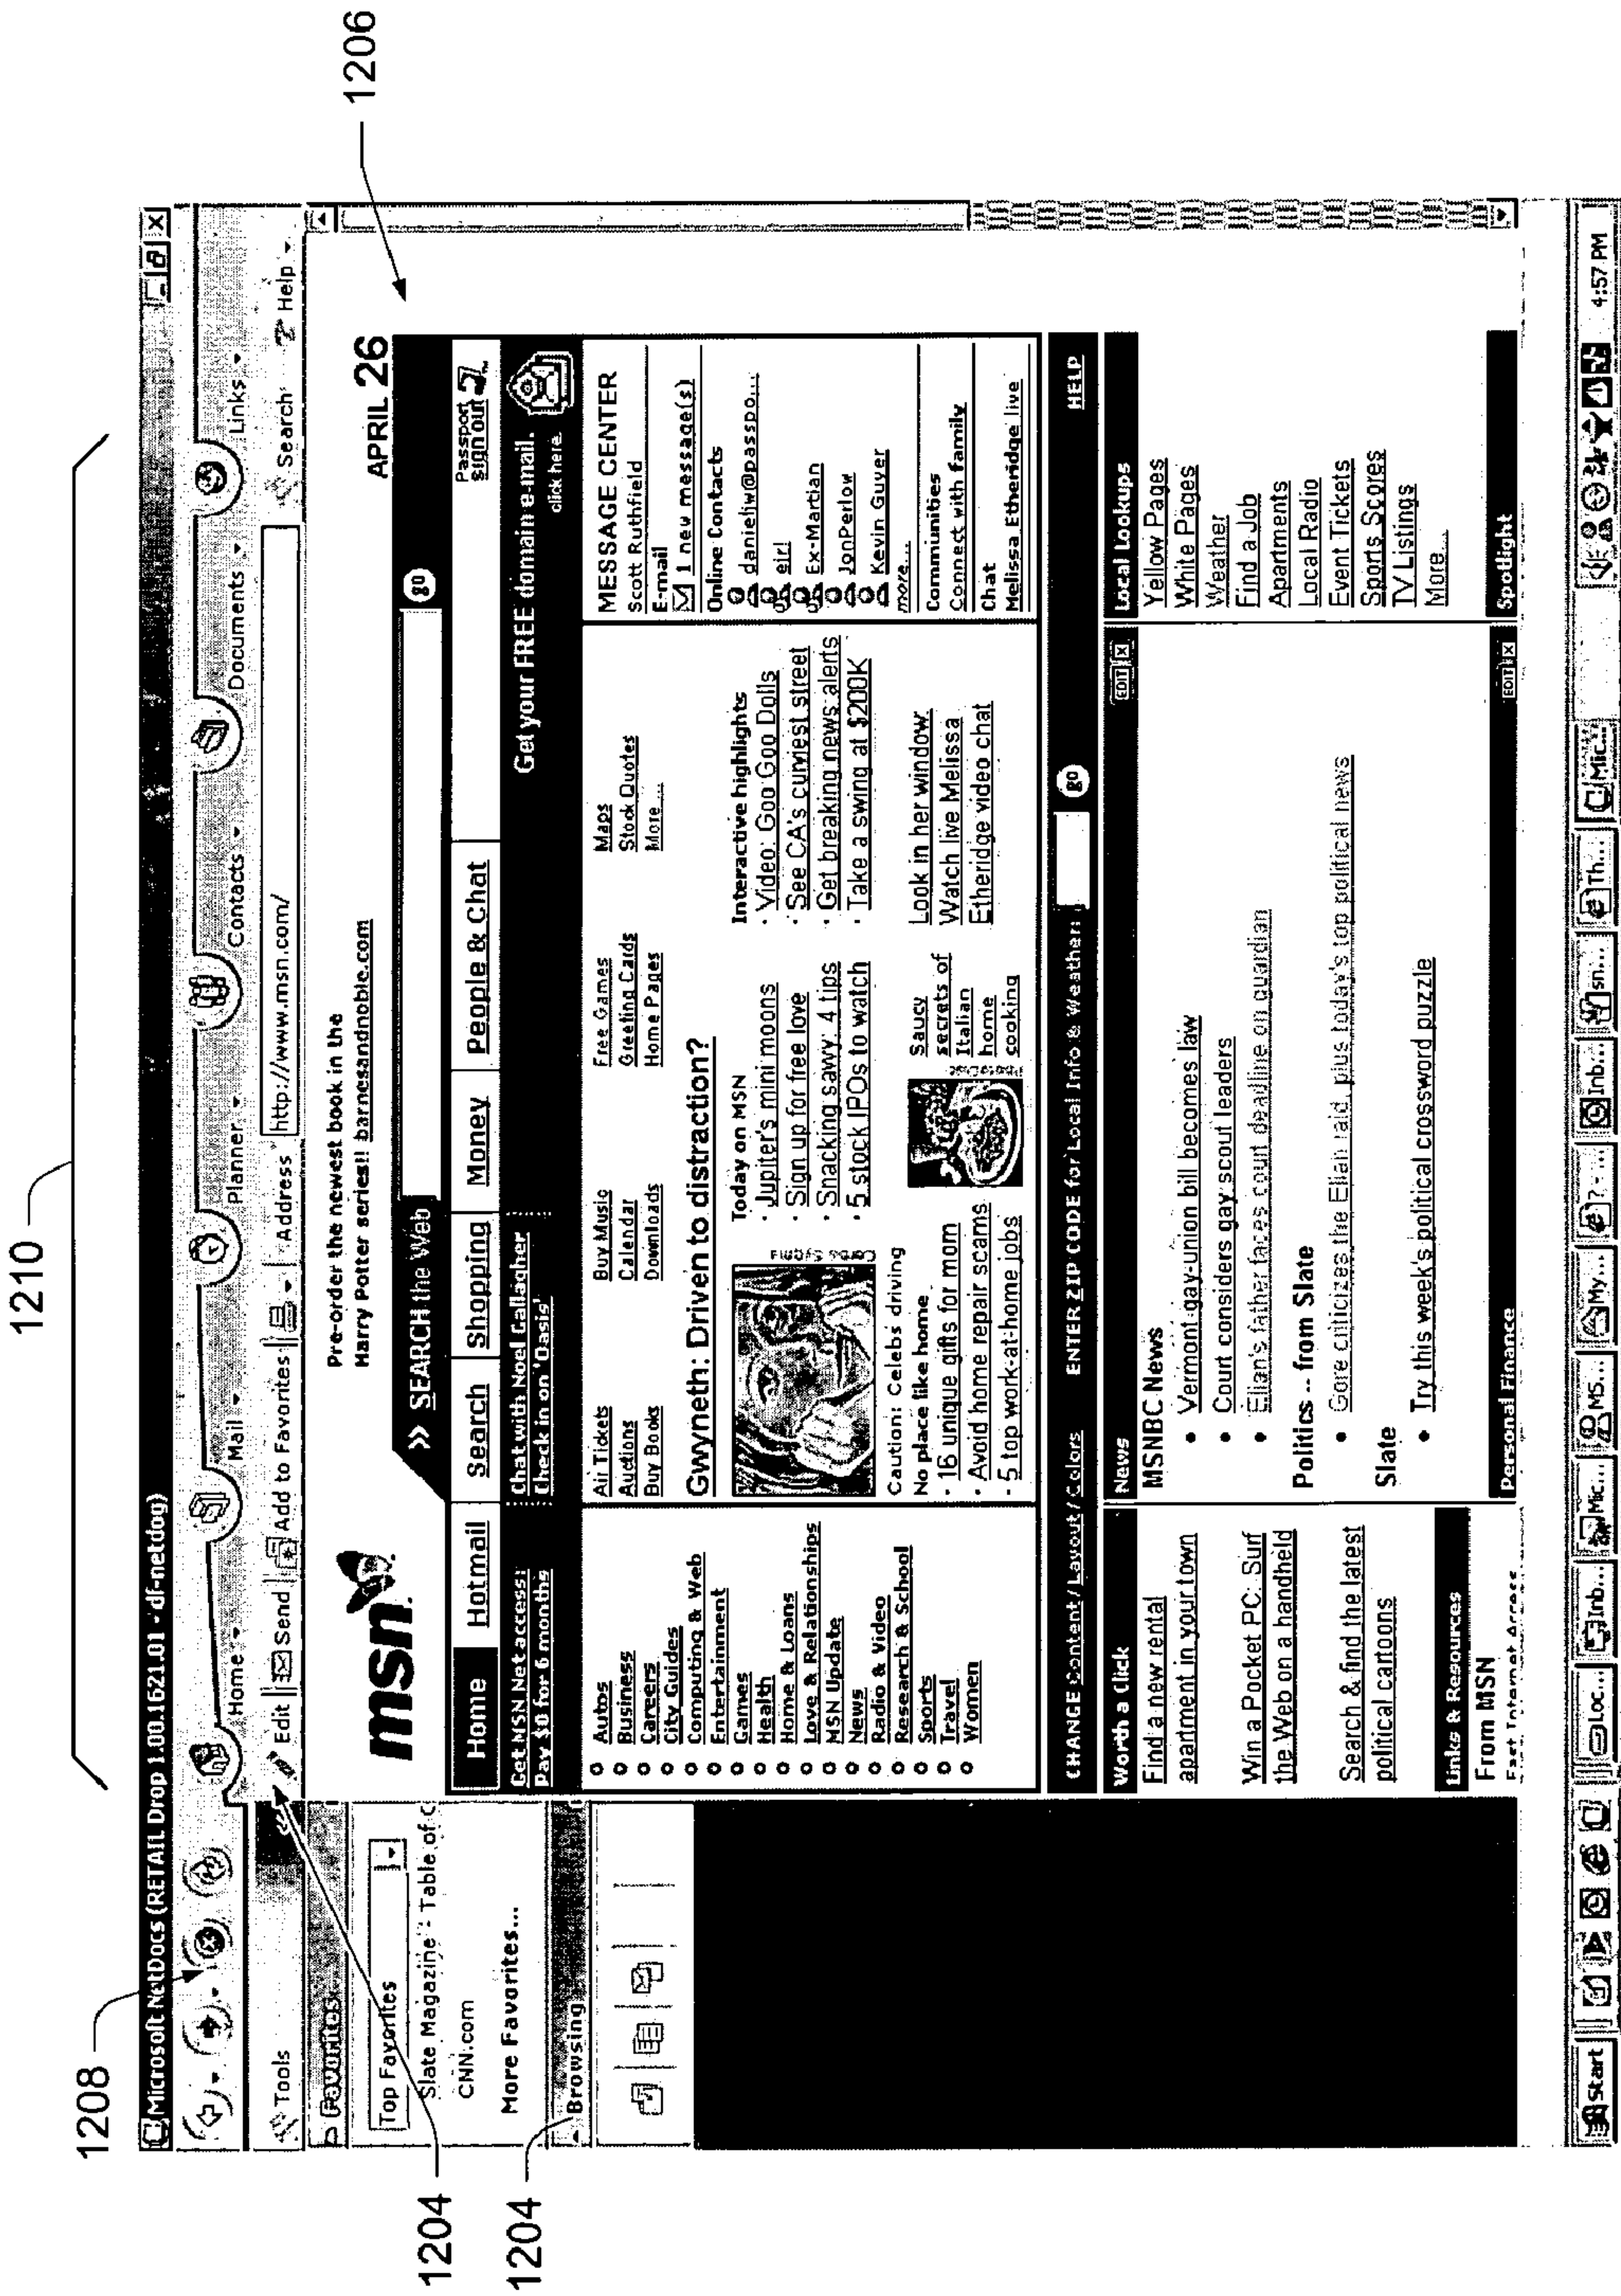 1210
1208
1206
1204
1204
Microsoft NetDocs (RETAIL Drop 1.00.1621.01 - df-netdog)
Home
Mail
Planner
Contacts
Documents
Links
Tools
Edit
Send
Add to Favorites
Address
http://www.msn.com/
Search
Help
Favorites
Top Favorites
Slate Magazine - Table of C
CNN.com
More Favorites...
Browsing
msn.
Pre-order the newest book in the
Harry Potter series!! barnesandnoble.com
APRIL 26
>> SEARCH the Web
go
Home
Hotmail
Search
Shopping
Money
People & Chat
Passport
sign out
Get MSN Net access:
Pay $0 for 6 months
Chat with Noel Gallagher
Check in on 'Oasis'
Get your FREE domain e-mail.
click here.
Autos
Business
Careers
City Guides
Computing & Web
Entertainment
Games
Health
Home & Loans
Love & Relationships
MSN Update
News
Radio & Video
Research & School
Sports
Travel
Women
Air Tickets
Auctions
Buy Books
Buy Music
Calendar
Downloads
Free Games
Greeting Cards
Home Pages
Maps
Stock Quotes
More ...
Gwyneth: Driven to distraction?
Today on MSN
· Jupiter's mini moons
· Sign up for free love
· Snacking savvy: 4 tips
· 5 stock IPOs to watch
Interactive highlights
· Video: Goo Goo Dolls
· See CA's curviest street
· Get breaking news alerts
· Take a swing at $200K
Caution: Celebs driving
No place like home
· 16 unique gifts for mom
· Avoid home repair scams
· 5 top work-at-home jobs
Saucy
secrets of
Italian
home
cooking
Look in her window.
Watch live Melissa
Etheridge video chat
MESSAGE CENTER
Scott Ruthfield
E-mail
1 new message(s)
Online Contacts
danieliw@passpo...
eir!
Ex-Martian
JonPerlow
Kevin Guyer
more...
Communities
Connect with family
Chat
Melissa Etheridge live
CHANGE Content / Layout / Colors
ENTER ZIP CODE for Local Info & Weather:
go
HELP
Worth a Click
Find a new rental
apartment in your town
Win a Pocket PC: Surf
the Web on a handheld
Search & find the latest
political cartoons
Links & Resources
From MSN
Fast Internet Access
News
EDIT X
MSNBC News
• Vermont gay-union bill becomes law
• Court considers gay scout leaders
• Elian's father faces court deadline on guardian
Politics -- from Slate
• Gore criticizes the Elian raid, plus today's top political news
Slate
• Try this week's political crossword puzzle
Personal Finance
EDIT X
Local Lookups
Yellow Pages
White Pages
Weather
Find a Job
Apartments
Local Radio
Event Tickets
Sports Scores
TV Listings
More...
Spotlight
Start
Loc...
Inb...
Mic...
MS...
My...
? - ...
Inb...
sn...
Th...
Mic...
4:57 PM